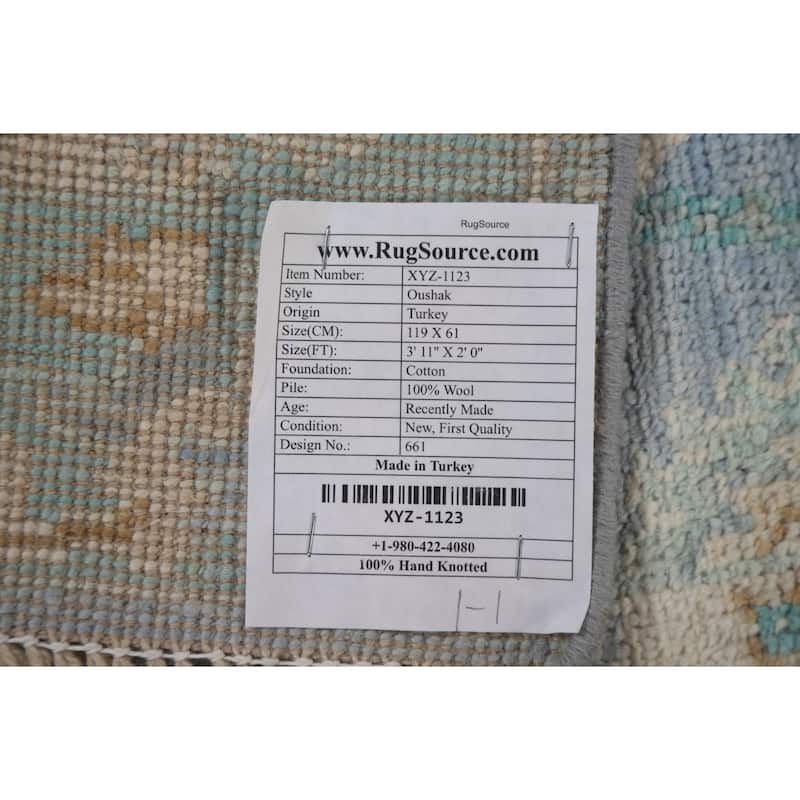 RugSource
www.RugSource.com
Item Number: XYZ-1123
Style Oushak
Origin Turkey
Size(CM): 119 X 61
Size(FT): 3' 11" X 2' 0"
Foundation: Cotton
Pile: 100% Wool
Age: Recently Made
Condition: New, First Quality
Design No.: 661
Made in Turkey
XYZ-1123
+1-980-422-4080
100% Hand Knotted